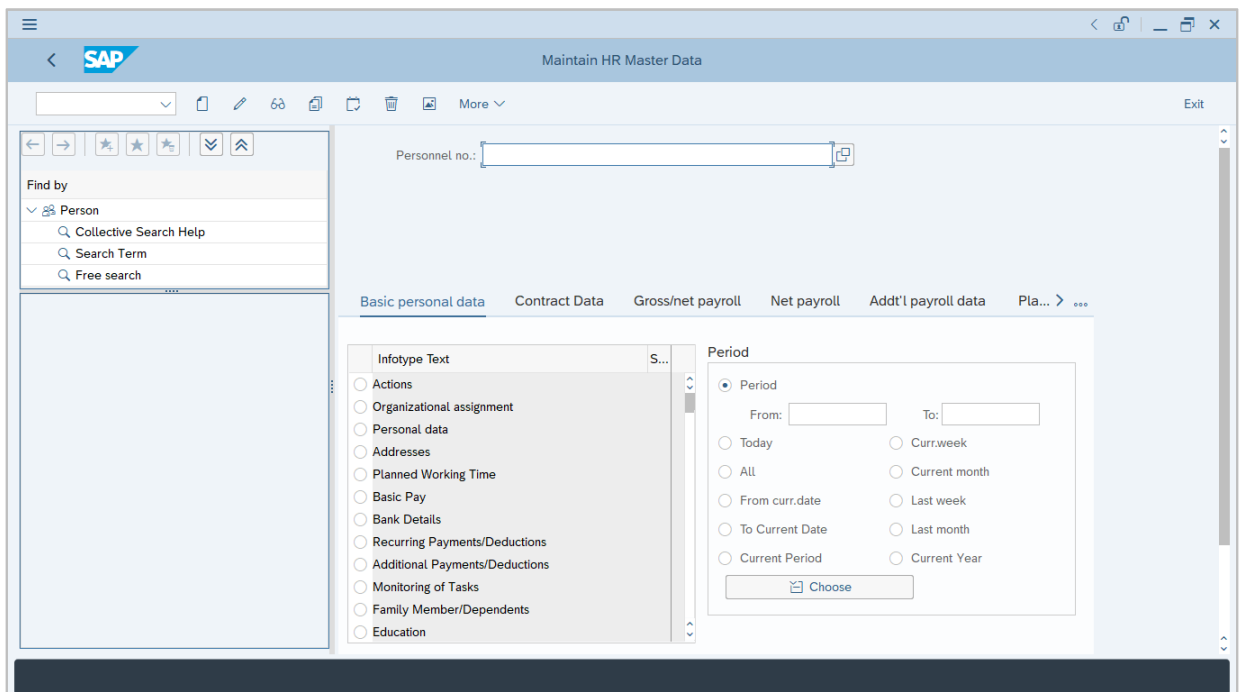 SAP
Maintain HR Master Data
More
Exit
Personnel no.:
Find by
Person
Collective Search Help
Search Term
Free search
Basic personal data Contract Data Gross/net payroll Net payroll Addt'l payroll data Pla...
Infotype Text S...
Actions
Organizational assignment
Personal data
Addresses
Planned Working Time
Basic Pay
Bank Details
Recurring Payments/Deductions
Additional Payments/Deductions
Monitoring of Tasks
Family Member/Dependents
Education
Period
Period
From: To:
Today Curr.week
All Current month
From curr.date Last week
To Current Date Last month
Current Period Current Year
Choose